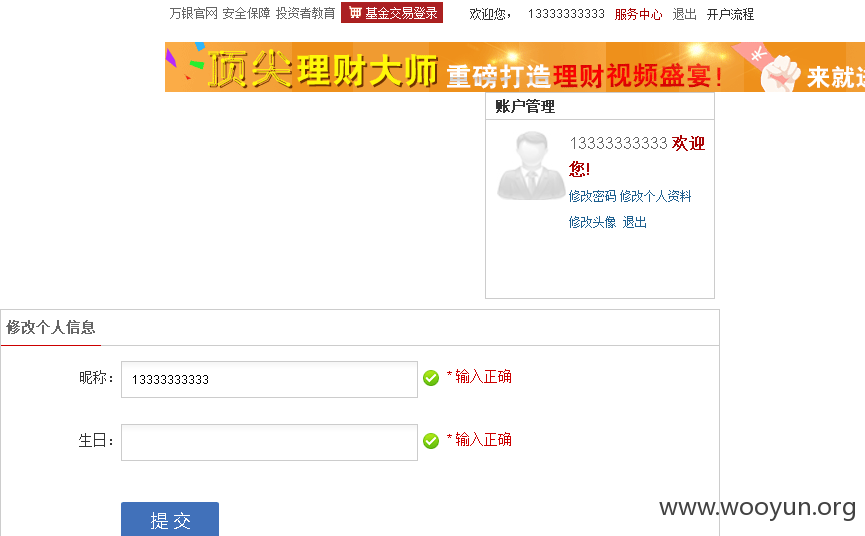 万银官网 安全保障 投资者教育 基金交易登录 欢迎您， 13333333333 服务中心 退出 开户流程
顶尖理财大师 重磅打造理财视频盛宴！ 来就送
账户管理
13333333333 欢迎
您!
修改密码 修改个人资料
修改头像 退出
修改个人信息
昵称： 13333333333 *输入正确
生日： *输入正确
提 交
www.wooyun.org